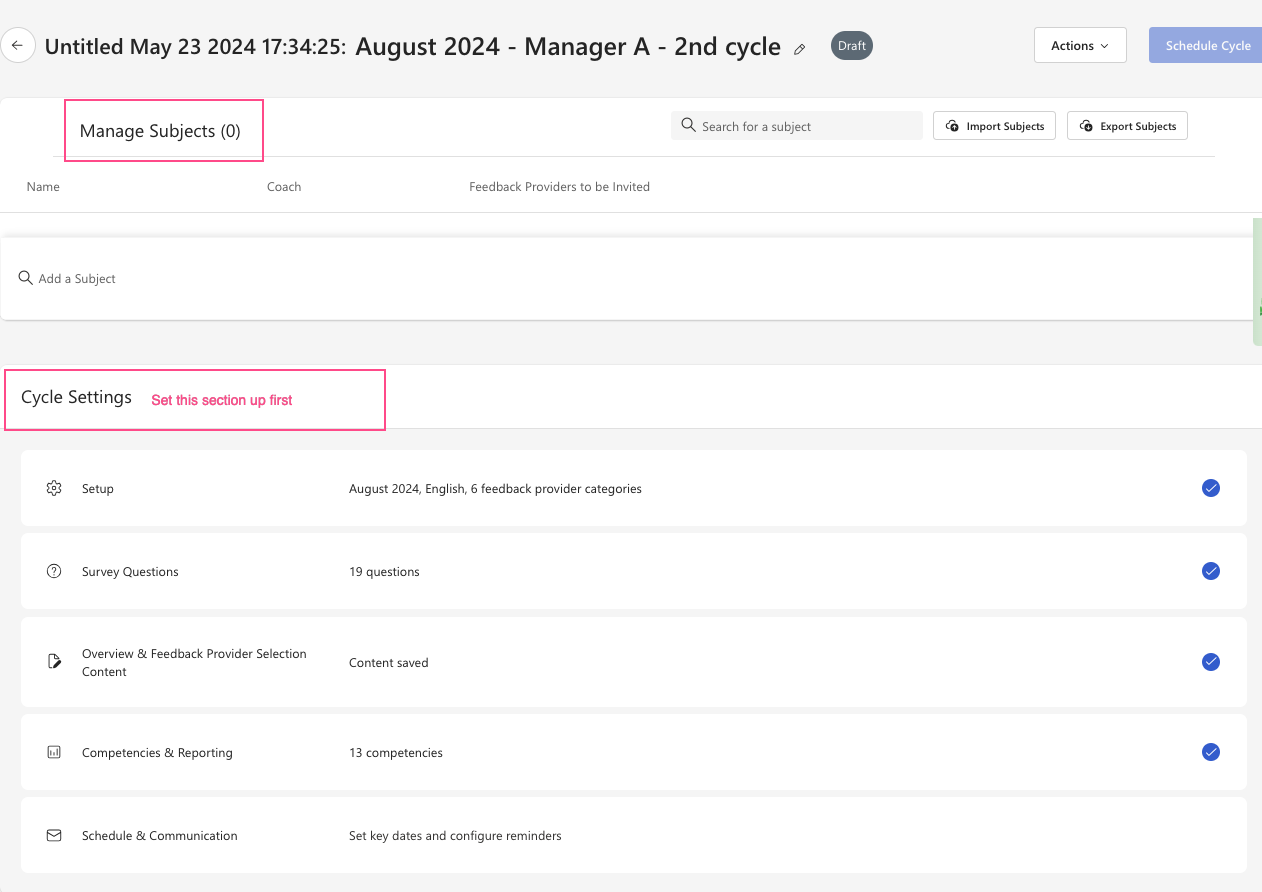 Untitled May 23 2024 17:34:25: August 2024 - Manager A - 2nd cycle Draft Actions Schedule Cycle
Manage Subjects (0) Search for a subject Import Subjects Export Subjects
Name Coach Feedback Providers to be Invited
Add a Subject
Cycle Settings Set this section up first
Setup August 2024, English, 6 feedback provider categories
Survey Questions 19 questions
Overview & Feedback Provider Selection
Content
Content saved
Competencies & Reporting 13 competencies
Schedule & Communication Set key dates and configure reminders